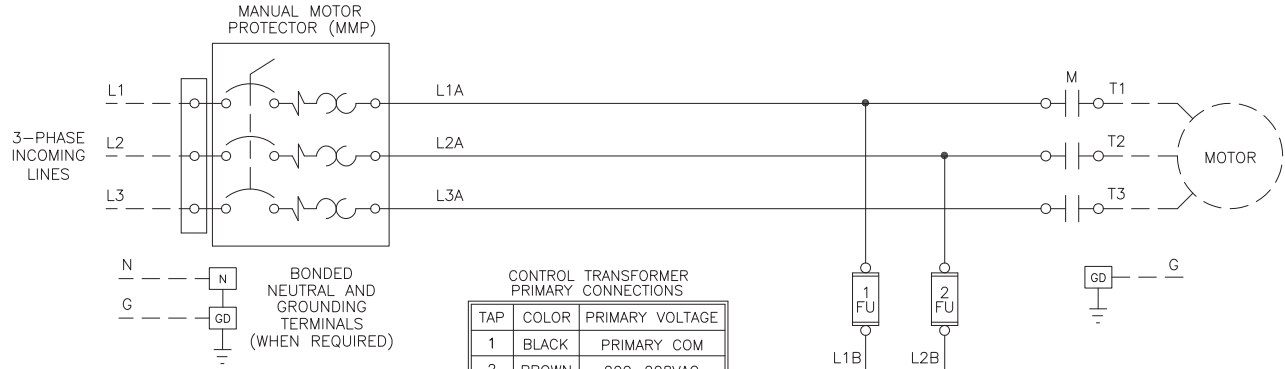 MANUAL MOTOR
PROTECTOR (MMP)
3-PHASE
INCOMING
LINES
L1
L2
L3
L1A
L2A
L3A
M
T1
T2
T3
MOTOR
N
N
G
GD
BONDED
NEUTRAL AND
GROUNDING
TERMINALS
(WHEN REQUIRED)
CONTROL TRANSFORMER
PRIMARY CONNECTIONS
TAP COLOR PRIMARY VOLTAGE
1 BLACK PRIMARY COM
2 BROWN
1
FU
2
FU
L1B
L2B
GD
G